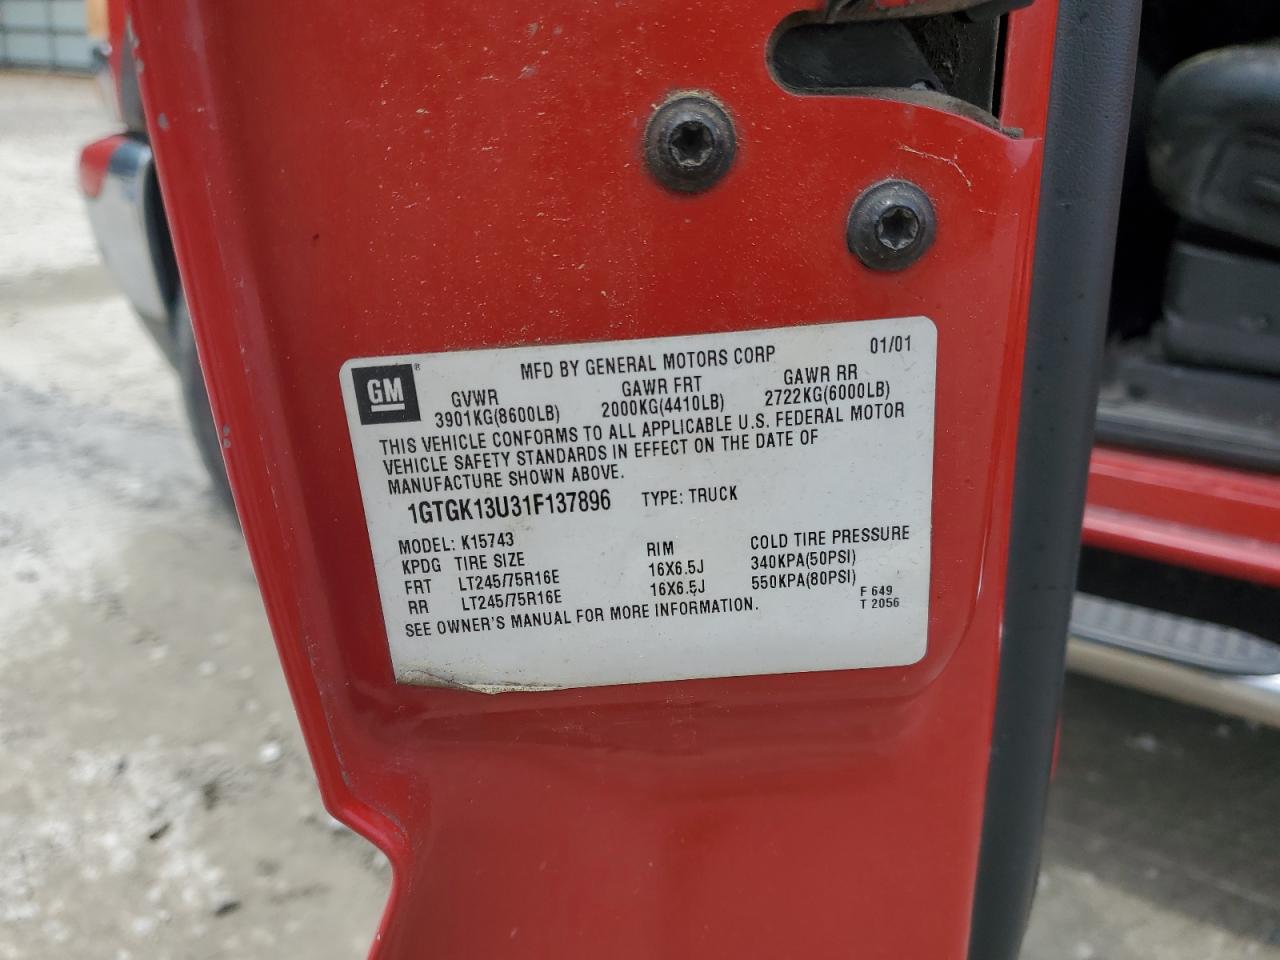 GM
MFD BY GENERAL MOTORS CORP 01/01
GVWR GAWR FRT GAWR RR
3901KG(8600LB) 2000KG(4410LB) 2722KG(6000LB)
THIS VEHICLE CONFORMS TO ALL APPLICABLE U.S. FEDERAL MOTOR
VEHICLE SAFETY STANDARDS IN EFFECT ON THE DATE OF
MANUFACTURE SHOWN ABOVE.
1GTGK13U31F137896 TYPE: TRUCK
MODEL: K15743
KPDG TIRE SIZE RIM COLD TIRE PRESSURE
FRT LT245/75R16E 16X6.5J 340KPA(50PSI)
RR LT245/75R16E 16X6.5J 550KPA(80PSI)
SEE OWNER'S MANUAL FOR MORE INFORMATION.
F 649
T 2056